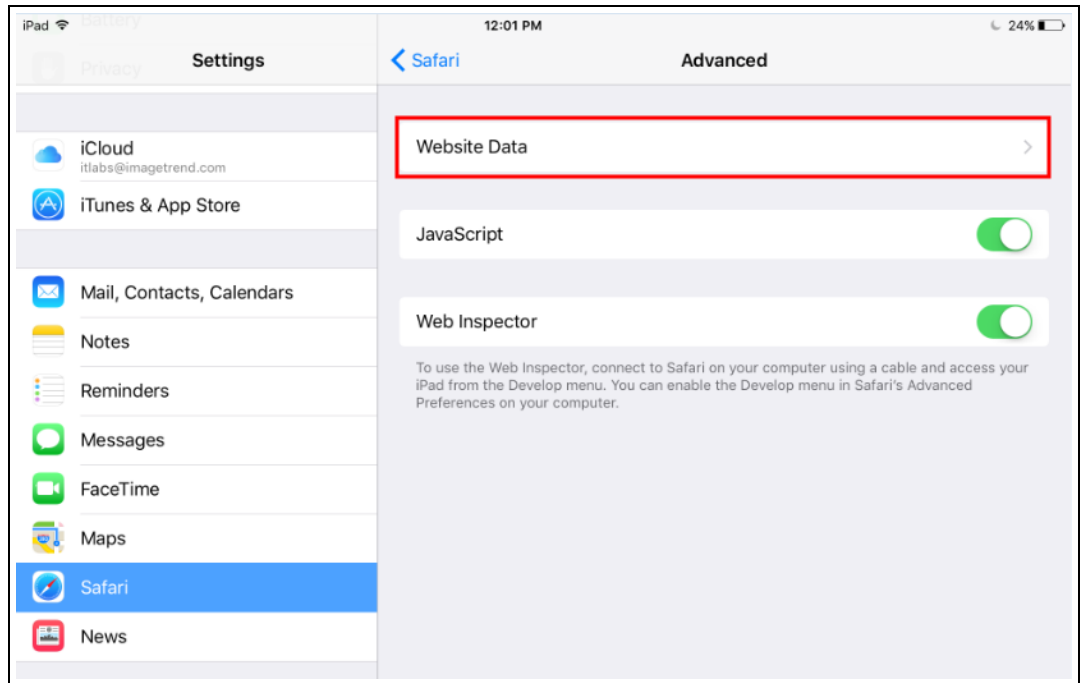 iPad
Battery
12:01 PM
24%
Privacy
Settings
Safari
Advanced
iCloud
itlabs@imagetrend.com
iTunes & App Store
Mail, Contacts, Calendars
Notes
Reminders
Messages
FaceTime
Maps
Safari
News
Website Data
JavaScript
Web Inspector
To use the Web Inspector, connect to Safari on your computer using a cable and access your
iPad from the Develop menu. You can enable the Develop menu in Safari's Advanced
Preferences on your computer.